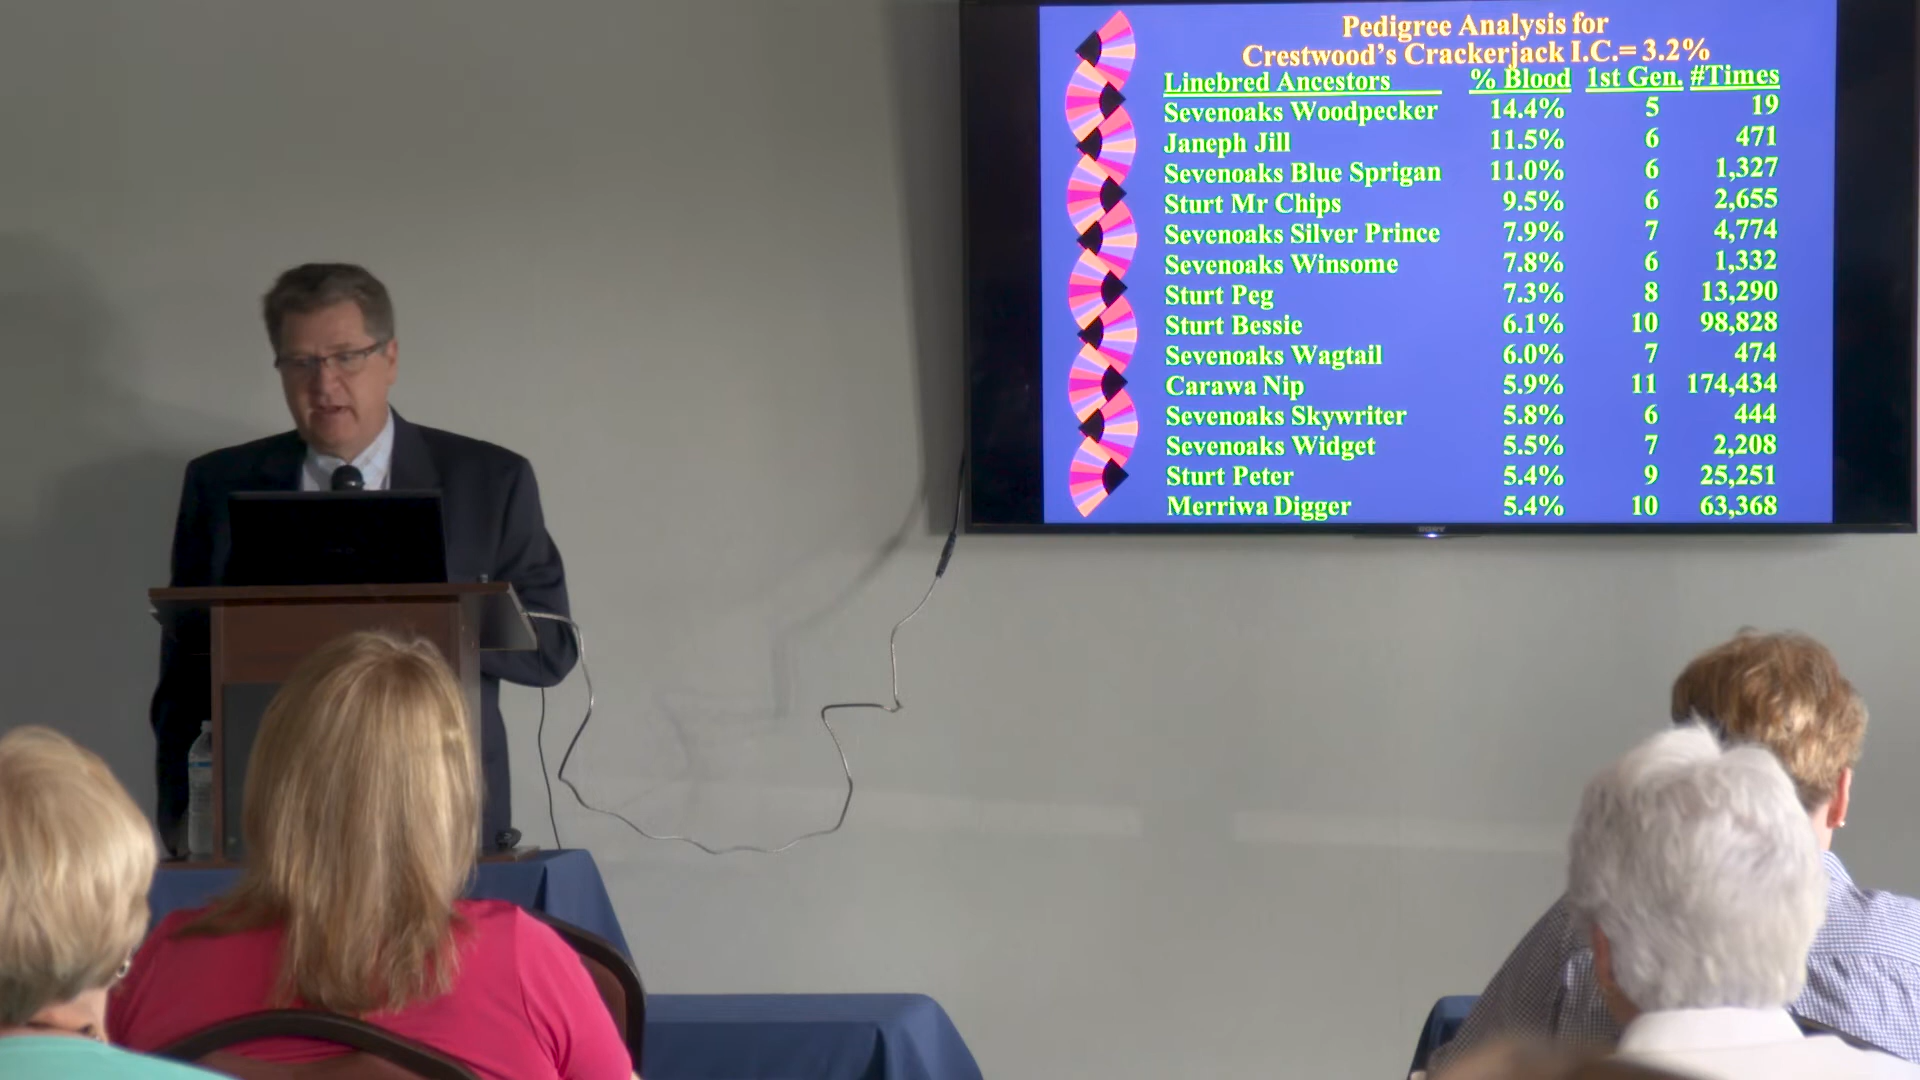 Pedigree Analysis for
Crestwood's Crackerjack I.C.= 3.2%
Linebred Ancestors % Blood 1st Gen. #Times
Sevenoaks Woodpecker 14.4% 5 19
Janeph Jill 11.5% 6 471
Sevenoaks Blue Sprigan 11.0% 6 1,327
Sturt Mr Chips 9.5% 6 2,655
Sevenoaks Silver Prince 7.9% 7 4,774
Sevenoaks Winsome 7.8% 6 1,332
Sturt Peg 7.3% 8 13,290
Sturt Bessie 6.1% 10 98,828
Sevenoaks Wagtail 6.0% 7 474
Carawa Nip 5.9% 11 174,434
Sevenoaks Skywriter 5.8% 6 444
Sevenoaks Widget 5.5% 7 2,208
Sturt Peter 5.4% 9 25,251
Merriwa Digger 5.4% 10 63,368